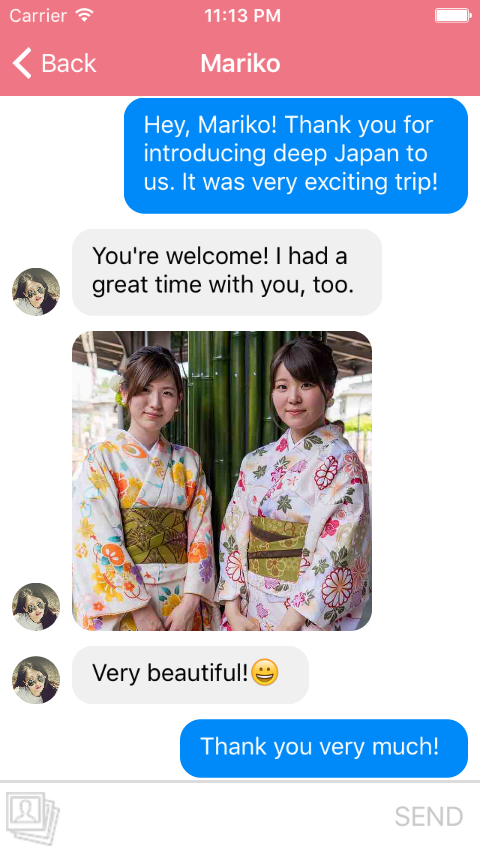 Carrier 11:13 PM
Back Mariko
Hey, Mariko! Thank you for
introducing deep Japan to
us. It was very exciting trip!
You're welcome! I had a
great time with you, too.
Very beautiful!😀
Thank you very much!
SEND